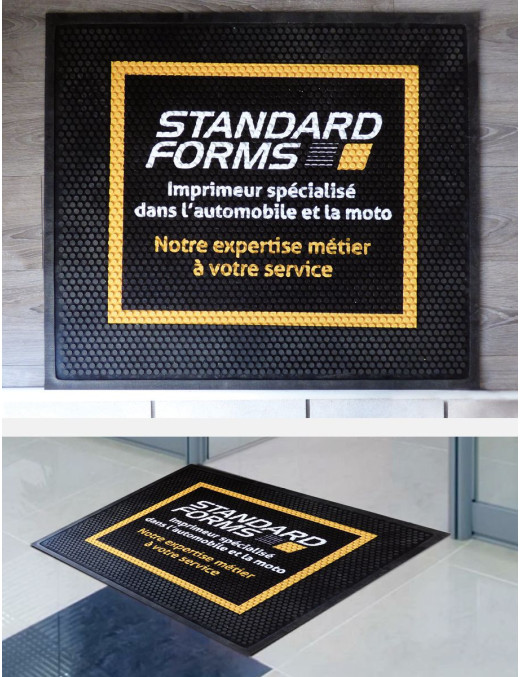 STANDARD
FORMS
Imprimeur spécialisé
dans l'automobile et la moto
Notre expertise métier
à votre service
STANDARD
FORMS
Imprimeur spécialisé
dans l'automobile et la moto
Notre expertise métier
à votre service